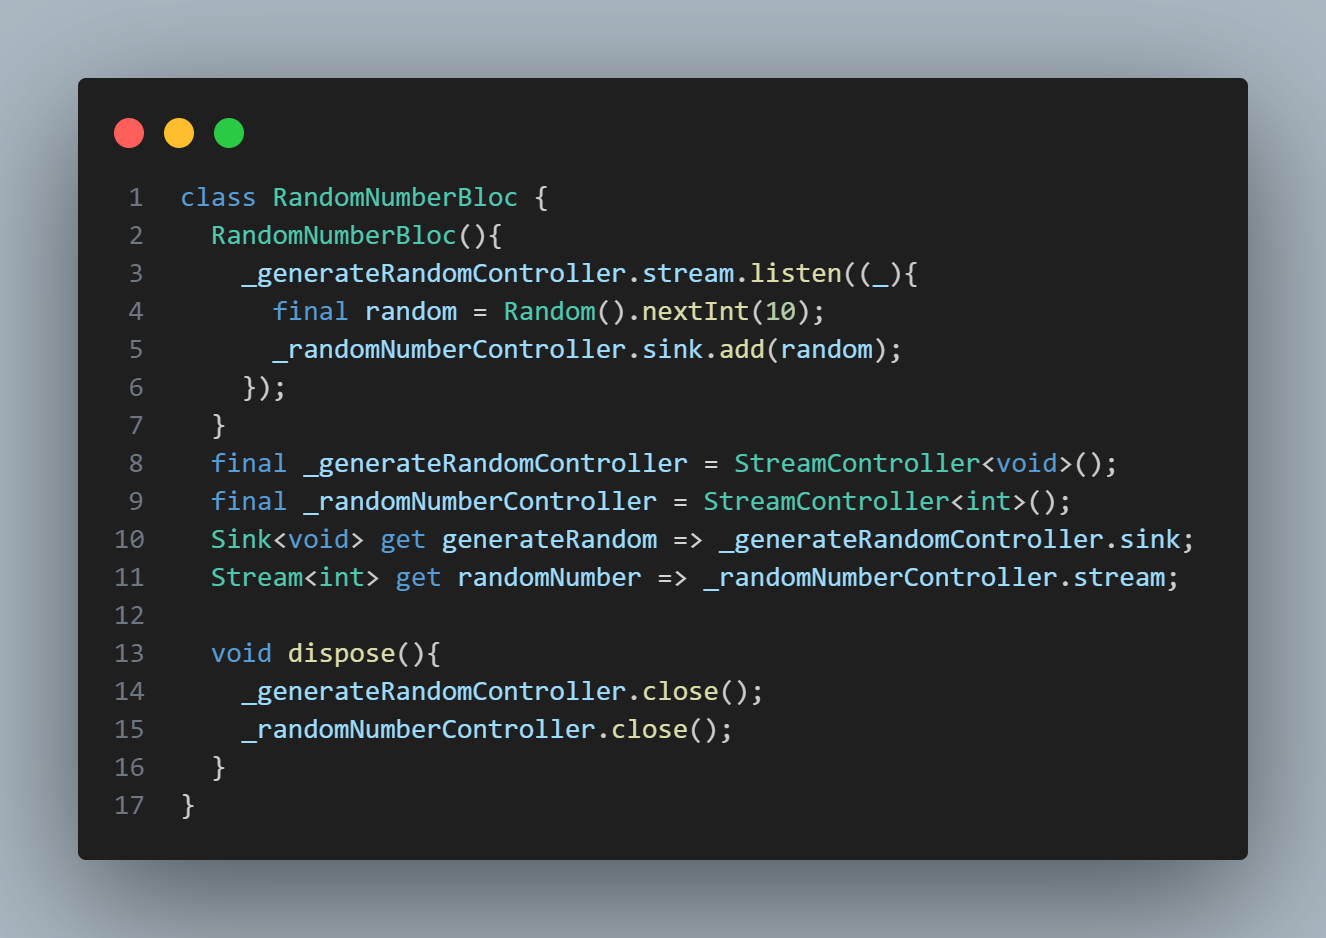 1 class RandomNumberBloc {
2   RandomNumberBloc(){
3     _generateRandomController.stream.listen((_){
4       final random = Random().nextInt(10);
5       _randomNumberController.sink.add(random);
6     });
7   }
8   final _generateRandomController = StreamController<void>();
9   final _randomNumberController = StreamController<int>();
10   Sink<void> get generateRandom => _generateRandomController.sink;
11   Stream<int> get randomNumber => _randomNumberController.stream;
12
13   void dispose(){
14     _generateRandomController.close();
15     _randomNumberController.close();
16   }
17 }